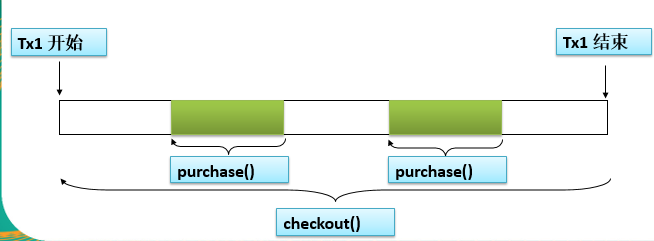 Tx1 开始
Tx1 结束
purchase()
purchase()
checkout()